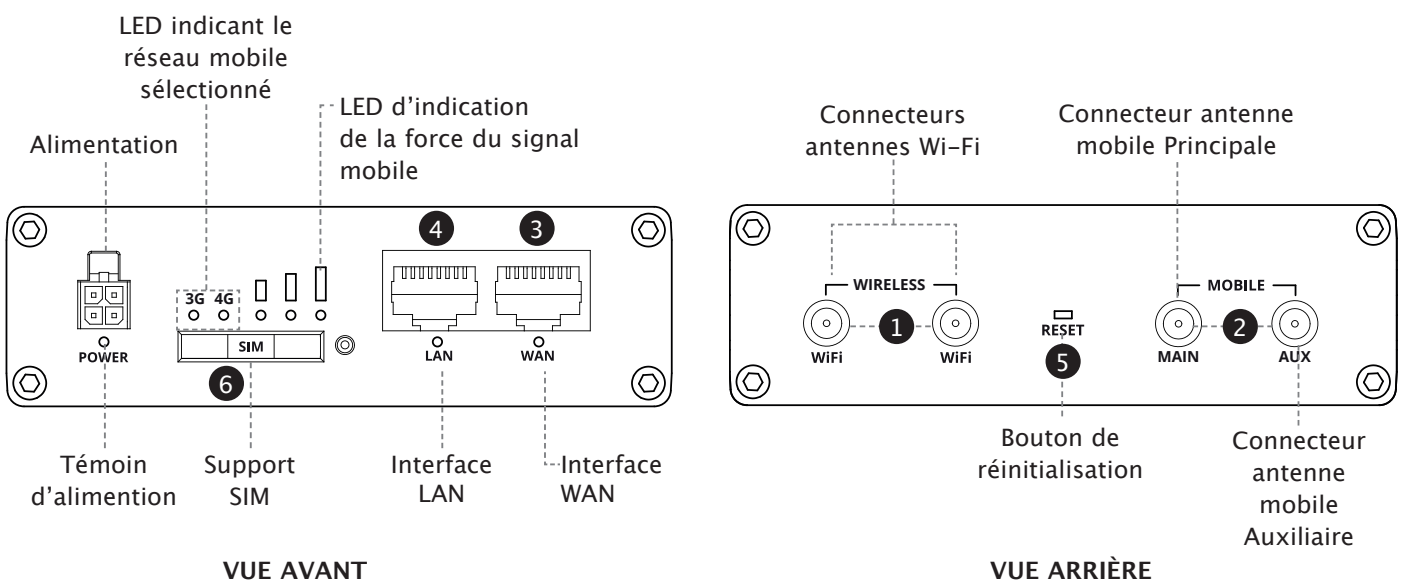 LED indicant le
réseau mobile
sélectionné
Alimentation
LED d'indication
de la force du signal
mobile
4
3
3G 4G
POWER
SIM
LAN
WAN
6
Témoin
d'alimention
Support
SIM
Interface
LAN
Interface
WAN
VUE AVANT
Connecteurs
antennes Wi-Fi
Connecteur antenne
mobile Principale
WIRELESS
MOBILE
WiFi
1
WiFi
RESET
5
MAIN
2
AUX
Bouton de
réinitialisation
Connecteur
antenne
mobile
Auxiliaire
VUE ARRIÈRE